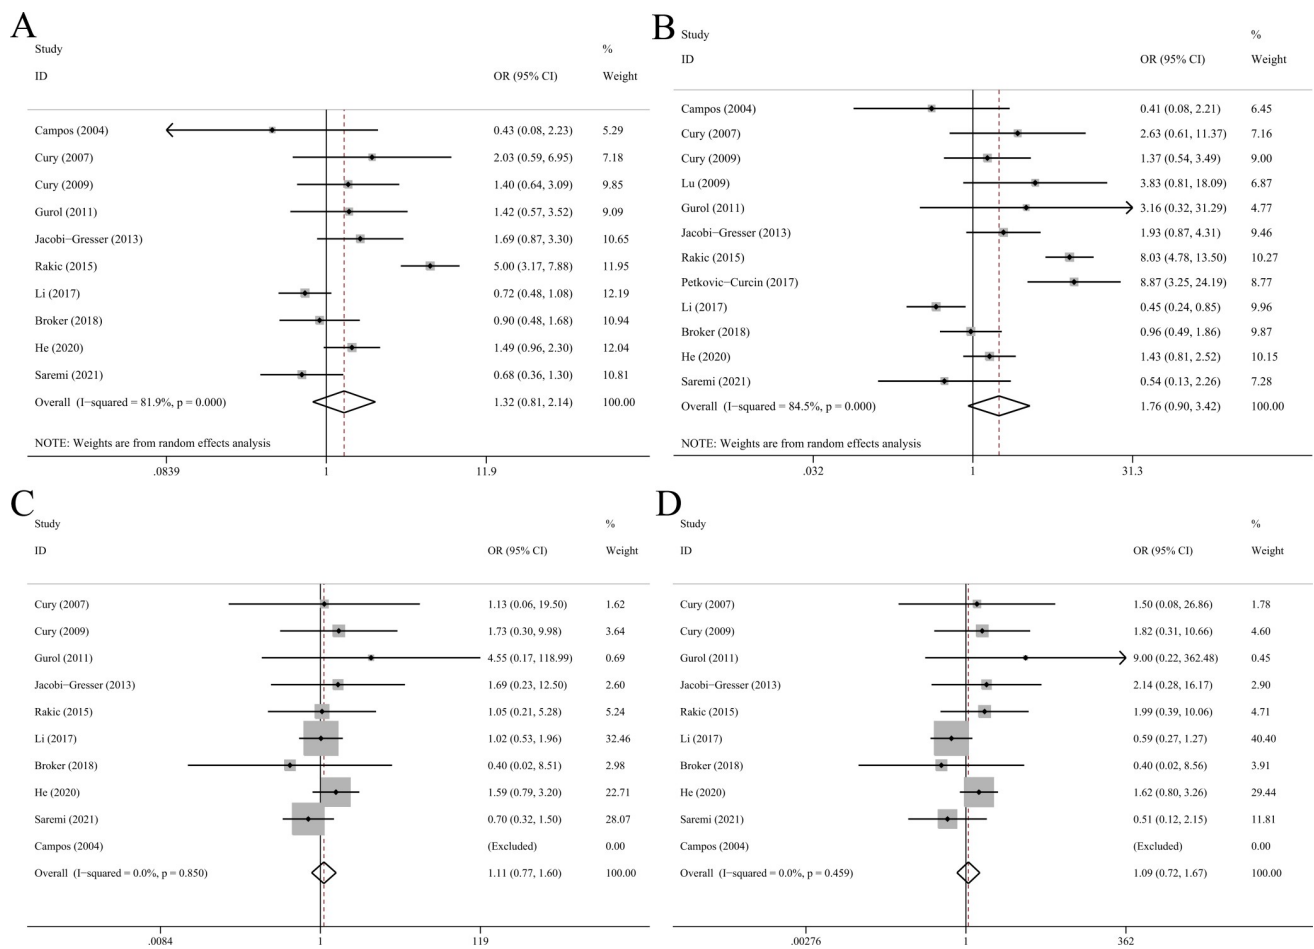 A
Study %
ID OR (95% CI) Weight
Campos (2004) 0.43 (0.08, 2.23) 5.29
Cury (2007) 2.03 (0.59, 6.95) 7.18
Cury (2009) 1.40 (0.64, 3.09) 9.85
Gurol (2011) 1.42 (0.57, 3.52) 9.09
Jacobi−Gresser (2013) 1.69 (0.87, 3.30) 10.65
Rakic (2015) 5.00 (3.17, 7.88) 11.95
Li (2017) 0.72 (0.48, 1.08) 12.19
Broker (2018) 0.90 (0.48, 1.68) 10.94
He (2020) 1.49 (0.96, 2.30) 12.04
Saremi (2021) 0.68 (0.36, 1.30) 10.81
Overall (I−squared = 81.9%, p = 0.000) 1.32 (0.81, 2.14) 100.00
NOTE: Weights are from random effects analysis
.0839 1 11.9
B
Study %
ID OR (95% CI) Weight
Campos (2004) 0.41 (0.08, 2.21) 6.45
Cury (2007) 2.63 (0.61, 11.37) 7.16
Cury (2009) 1.37 (0.54, 3.49) 9.00
Lu (2009) 3.83 (0.81, 18.09) 6.87
Gurol (2011) 3.16 (0.32, 31.29) 4.77
Jacobi−Gresser (2013) 1.93 (0.87, 4.31) 9.46
Rakic (2015) 8.03 (4.78, 13.50) 10.27
Petkovic−Curcin (2017) 8.87 (3.25, 24.19) 8.77
Li (2017) 0.45 (0.24, 0.85) 9.96
Broker (2018) 0.96 (0.49, 1.86) 9.87
He (2020) 1.43 (0.81, 2.52) 10.15
Saremi (2021) 0.54 (0.13, 2.26) 7.28
Overall (I−squared = 84.5%, p = 0.000) 1.76 (0.90, 3.42) 100.00
NOTE: Weights are from random effects analysis
.032 1 31.3
C
Study %
ID OR (95% CI) Weight
Cury (2007) 1.13 (0.06, 19.50) 1.62
Cury (2009) 1.73 (0.30, 9.98) 3.64
Gurol (2011) 4.55 (0.17, 118.99) 0.69
Jacobi−Gresser (2013) 1.69 (0.23, 12.50) 2.60
Rakic (2015) 1.05 (0.21, 5.28) 5.24
Li (2017) 1.02 (0.53, 1.96) 32.46
Broker (2018) 0.40 (0.02, 8.51) 2.98
He (2020) 1.59 (0.79, 3.20) 22.71
Saremi (2021) 0.70 (0.32, 1.50) 28.07
Campos (2004) (Excluded) 0.00
Overall (I−squared = 0.0%, p = 0.850) 1.11 (0.77, 1.60) 100.00
.0084 1 119
D
Study %
ID OR (95% CI) Weight
Cury (2007) 1.50 (0.08, 26.86) 1.78
Cury (2009) 1.82 (0.31, 10.66) 4.60
Gurol (2011) 9.00 (0.22, 362.48) 0.45
Jacobi−Gresser (2013) 2.14 (0.28, 16.17) 2.90
Rakic (2015) 1.99 (0.39, 10.06) 4.71
Li (2017) 0.59 (0.27, 1.27) 40.40
Broker (2018) 0.40 (0.02, 8.56) 3.91
He (2020) 1.62 (0.80, 3.26) 29.44
Saremi (2021) 0.51 (0.12, 2.15) 11.81
Campos (2004) (Excluded) 0.00
Overall (I−squared = 0.0%, p = 0.459) 1.09 (0.72, 1.67) 100.00
.00276 1 362